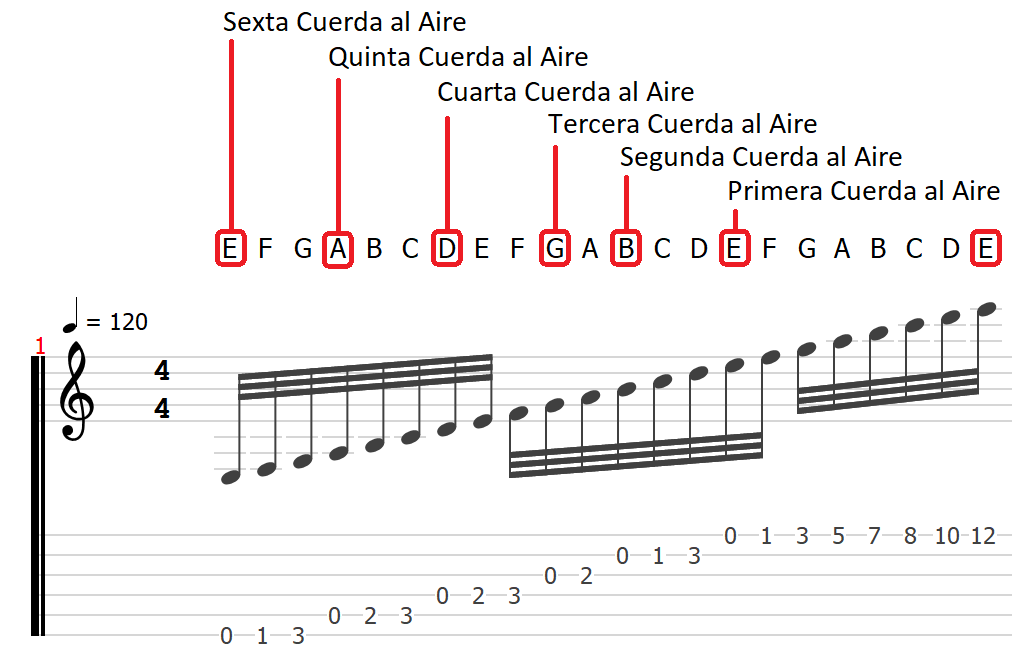 Sexta Cuerda al Aire
Quinta Cuerda al Aire
Cuarta Cuerda al Aire
Tercera Cuerda al Aire
Segunda Cuerda al Aire
Primera Cuerda al Aire
E F G A B C D E F G A B C D E F G A B C D E
= 120
1
4
4
0 1 3 5 7 8 10 12
0 1 3
0 2
0 2 3
0 2 3
0 1 3